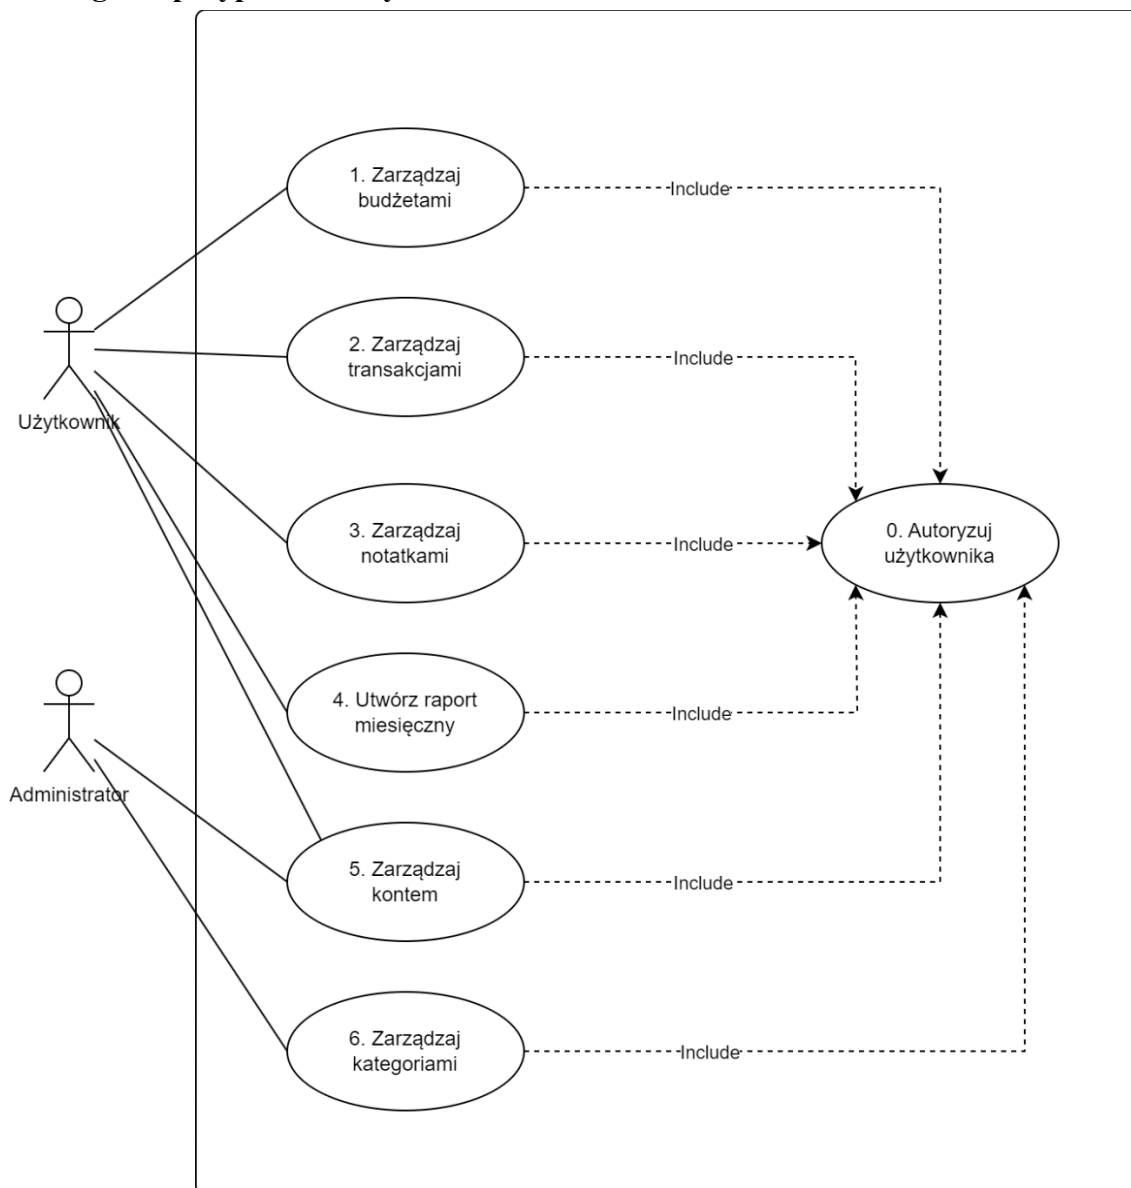 1. Zarządzaj
budżetami
Include
2. Zarządzaj
transakcjami
Include
Użytkownik
3. Zarządzaj
notatkami
Include
0. Autoryzuj
użytkownika
4. Utwórz raport
miesięczny
Include
Administrator
5. Zarządzaj
kontem
Include
6. Zarządzaj
kategoriami
Include